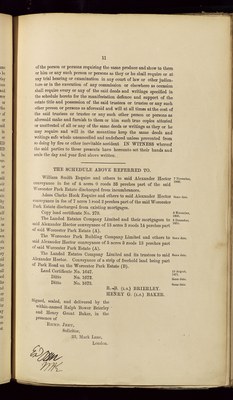 11
of the person or persons requiring the same produce and show to them
or him or any such person or persons as they or he shall require or at
any trial hearing or examination in any court of law or other judica-
ture or in the execution of any commission or elsewhere as occasion
shall require every or any of the said deeds and writings specified in
the schedule hereto for the manifestation defence and support of the
estate title and possession of the said trustees or trustee or any such
other person or persons as aforesaid and will at all times at the cost of
the said trustees or trustee or any such other person or persons as
aforesaid make and furnish to them or him such true copies attested
or unattested of all or any of the same deeds or writings as they or he
may require and will in the meantime keep the same deeds and
writings safe whole uncancelled and undefaced unless prevented from
so doing by fire or other inevitable accident IN WITNESS whereof
the said parties to these presents have hereunto set their hands and
seals the day and year first above written.
THE SCHEDULE ABOVE REFERRED TO.
William Smith Esquire and others to said Alexander Hector
conveyance in fee of 4 acres 0 roods 32 perches part of the said
Worcester Park Estate discharged from incumbrances.
Adam Clarke Hook Esquire and others to said Alexander Hector Same date.
conveyance in fee of 7 acres 1 rood 2 perches part of the said Worcester
Park Estate discharged from existing mortgages.
Copy land certificate No. 270.
The Landed Estates Company Limited and their mortgagees to
said Alexander Hector conveyance of 13 acres 3 roods 14 perches part
of said Worcester Park Estate (A).
The Worcester Park Building Company Limited and others to Same date.
said Alexander Hector conveyance of 5 acres 3 roods 13 perches part
of said Worcester Park Estate (A).
The Landed Estates Company Limited and its trustees to said Same date.
Alexander Hector. Conveyance of a strip of freehold land being part
of Park Road on the Worcester Park Estate (B).
Land Certificate No. 1647.
Ditto No. 1672.
Ditto No. 1673.
R. B. (L.S.) BRIERLEY.
HENRY G. (L.S.) BAKER.
Signed, sealed, and delivered by the
within-named Ralph Bower Brierley
and Henry Grant Baker, in the
presence of
Solicitor,
23, Mark Lane,
London.